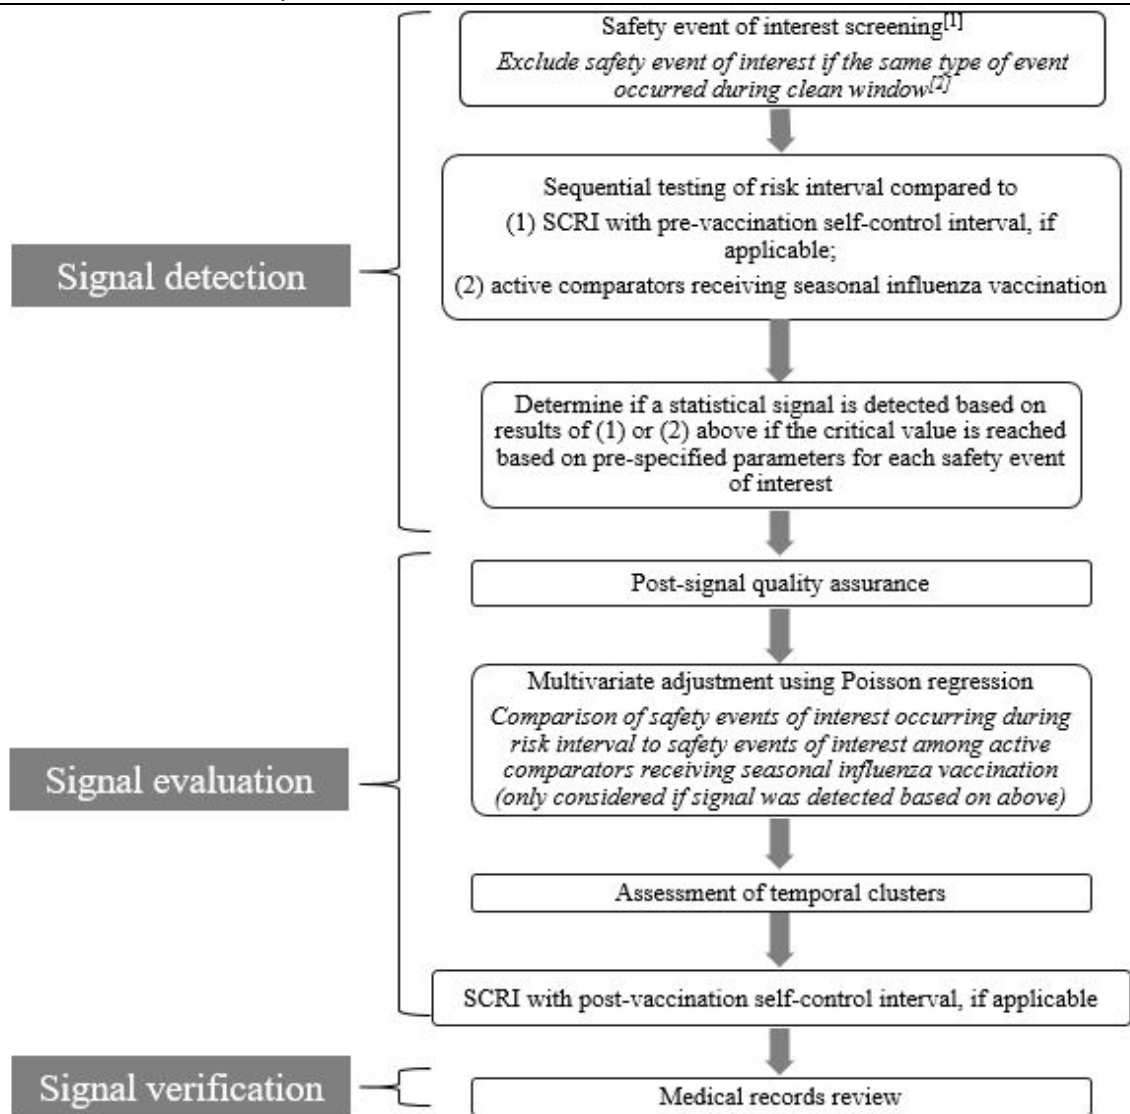 Safety event of interest screening[1]
Exclude safety event of interest if the same type of event
occurred during clean window[2]
Sequential testing of risk interval compared to
(1) SCRI with pre-vaccination self-control interval, if
applicable;
(2) active comparators receiving seasonal influenza vaccination
Signal detection
Determine if a statistical signal is detected based on
results of (1) or (2) above if the critical value is reached
based on pre-specified parameters for each safety event
of interest
Post-signal quality assurance
Multivariate adjustment using Poisson regression
Comparison of safety events of interest occurring during
risk interval to safety events of interest among active
comparators receiving seasonal influenza vaccination
(only considered if signal was detected based on above)
Signal evaluation
Assessment of temporal clusters
SCRI with post-vaccination self-control interval, if applicable
Signal verification
Medical records review